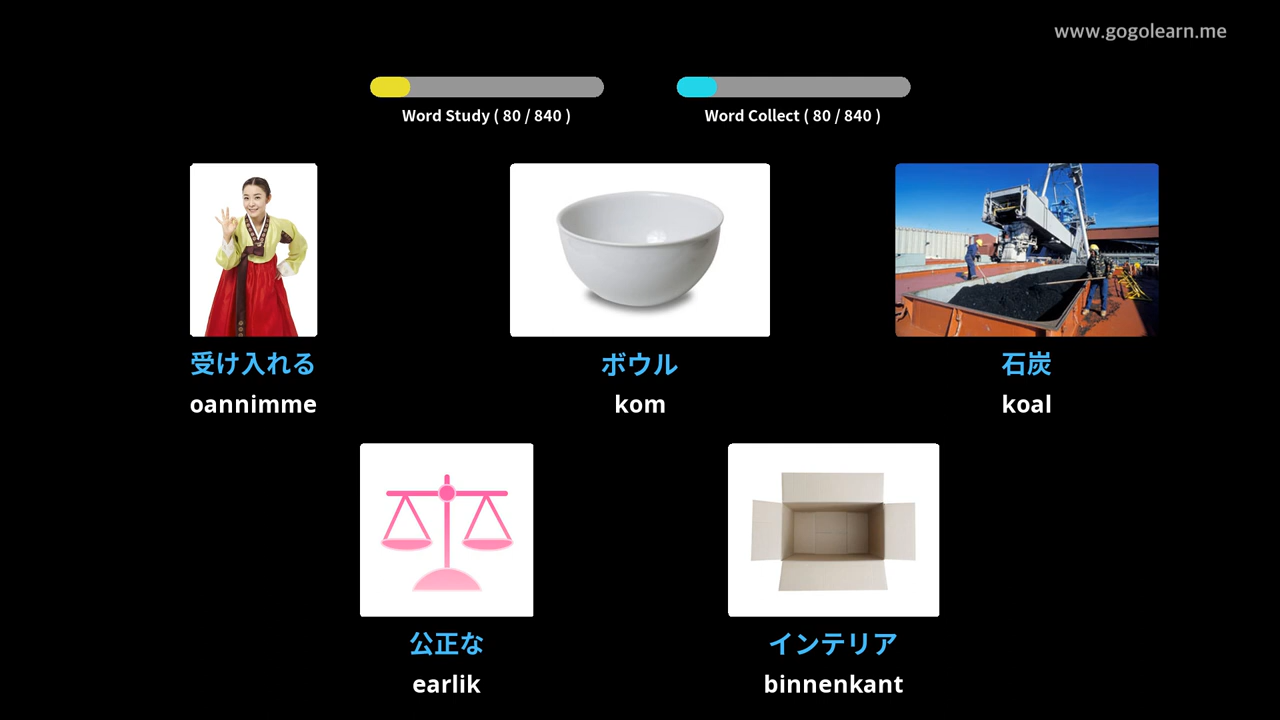 www.gogolearn.me
Word Study ( 80 / 840 )
Word Collect ( 80 / 840 )
受け入れる
oannimme
ボウル
kom
石炭
koal
公正な
earlik
インテリア
binnenkant